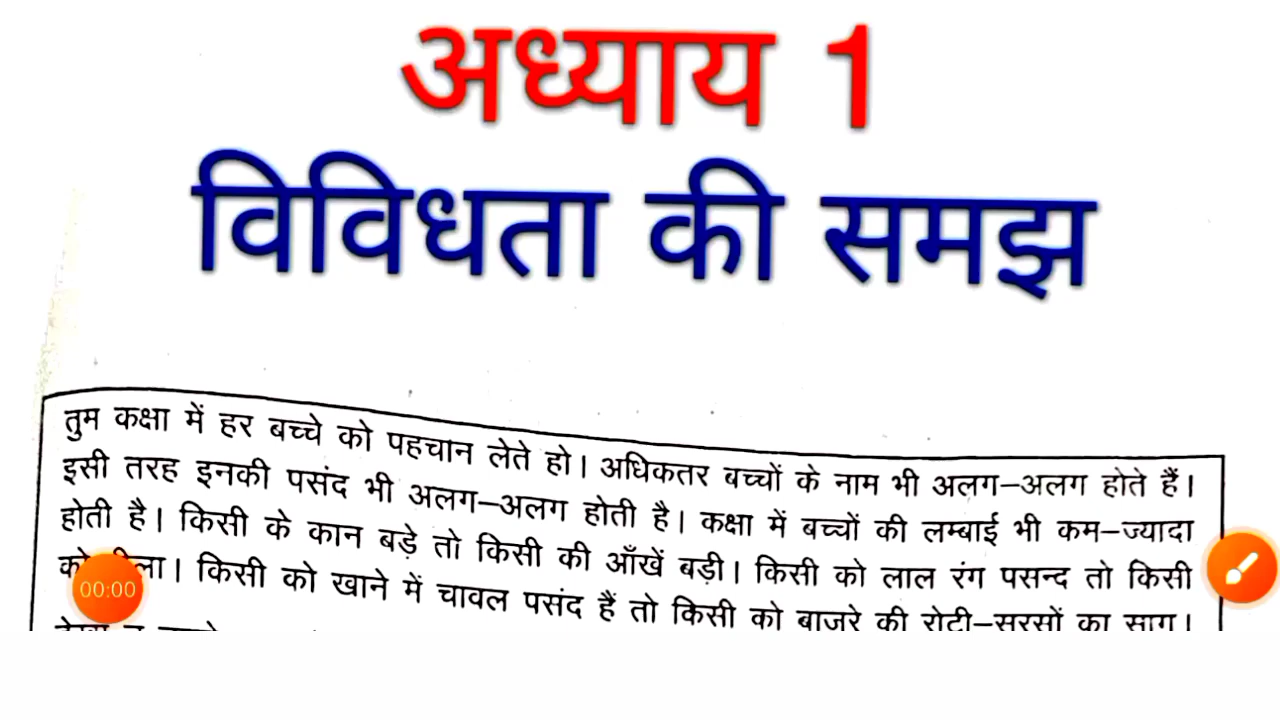 अध्याय 1
विविधता की समझ
तुम कक्षा में हर बच्चे को पहचान लेते हो। अधिकतर बच्चों के नाम भी अलग–अलग होते हैं।
इसी तरह इनकी पसंद भी अलग–अलग होती है। कक्षा में बच्चों की लम्बाई भी कम–ज्यादा
होती है। किसी के कान बड़े तो किसी की आँखें बड़ी। किसी को लाल रंग पसन्द तो किसी
को । किसी को खाने में चावल पसंद हैं तो किसी को बाजरे की रोटी–सरसों का साग।
00:00